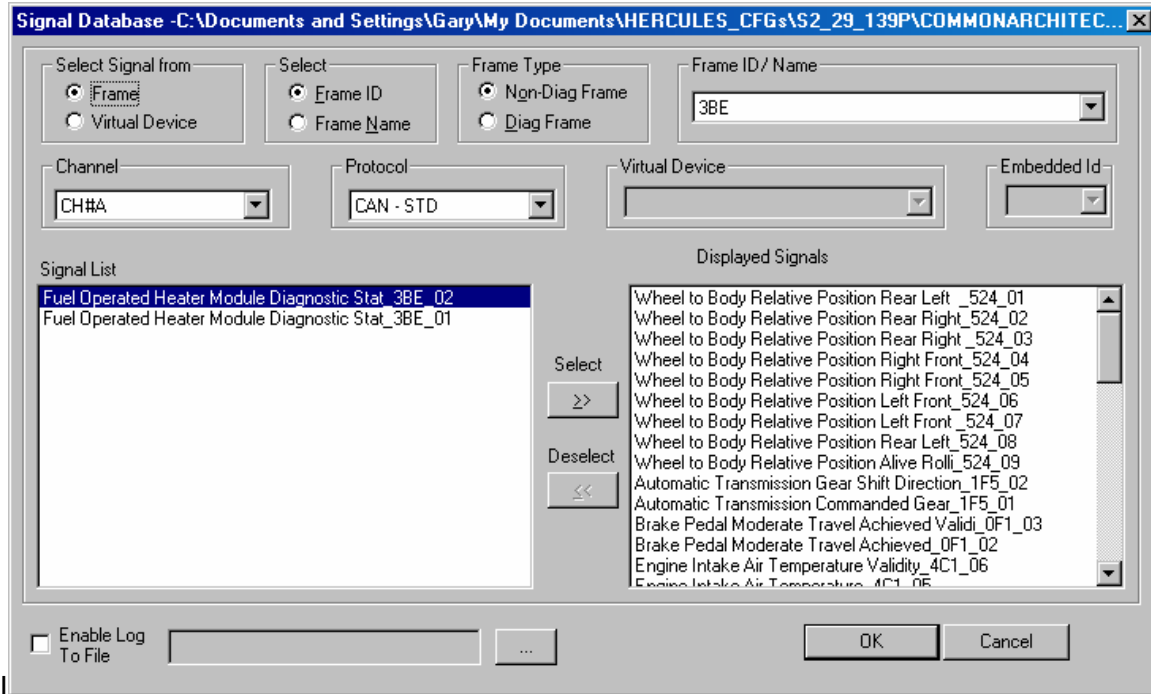 Signal Database -C:\Documents and Settings\Gary\My Documents\HERCULES_CFGs\S2_29_139P\COMMONARCHITEC...
Select Signal from
Frame
Virtual Device
Select
Frame ID
Frame Name
Frame Type
Non-Diag Frame
Diag Frame
Frame ID / Name
3BE
Channel
CH#A
Protocol
CAN - STD
Virtual Device
Embedded Id
Signal List
Fuel Operated Heater Module Diagnostic Stat_3BE_02
Fuel Operated Heater Module Diagnostic Stat_3BE_01
Select
>>
Deselect
<<
Displayed Signals
Wheel to Body Relative Position Rear Left _524_01
Wheel to Body Relative Position Rear Right_524_02
Wheel to Body Relative Position Rear Right _524_03
Wheel to Body Relative Position Right Front_524_04
Wheel to Body Relative Position Right Front_524_05
Wheel to Body Relative Position Left Front_524_06
Wheel to Body Relative Position Left Front _524_07
Wheel to Body Relative Position Rear Left_524_08
Wheel to Body Relative Position Alive Rolli_524_09
Automatic Transmission Gear Shift Direction_1F5_02
Automatic Transmission Commanded Gear_1F5_01
Brake Pedal Moderate Travel Achieved Validi_0F1_03
Brake Pedal Moderate Travel Achieved_0F1_02
Engine Intake Air Temperature Validity_4C1_06
Engine Intake Air Temperature_4C1_05
Enable Log
To File
...
OK
Cancel